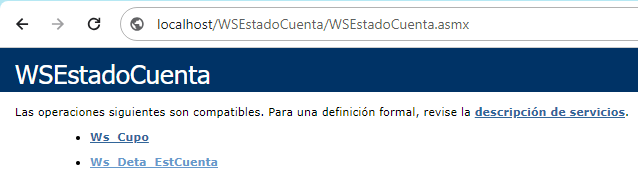 localhost/WSEstadoCuenta/WSEstadoCuenta.asmx
WSEstadoCuenta
Las operaciones siguientes son compatibles. Para una definición formal, revise la descripción de servicios.
Ws_Cupo
Ws_Deta_EstCuenta